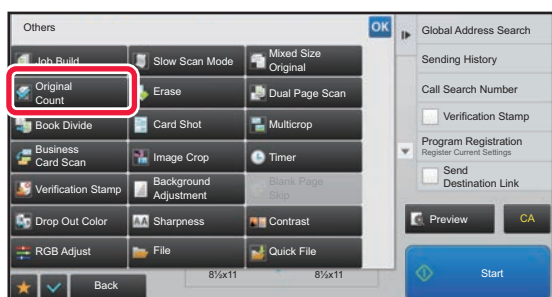 Others
OK
Job Build
Slow Scan Mode
Mixed Size
Original
Original
Count
Erase
Dual Page Scan
Book Divide
Card Shot
Multicrop
Business
Card Scan
Image Crop
Timer
Verification Stamp
Background
Adjustment
Blank Page
Skip
Drop Out Color
Sharpness
Contrast
RGB Adjust
File
Quick File
Back
8½x11
8½x11
Global Address Search
Sending History
Call Search Number
Verification Stamp
Program Registration
Register Current Settings
Send
Destination Link
Preview
CA
Start